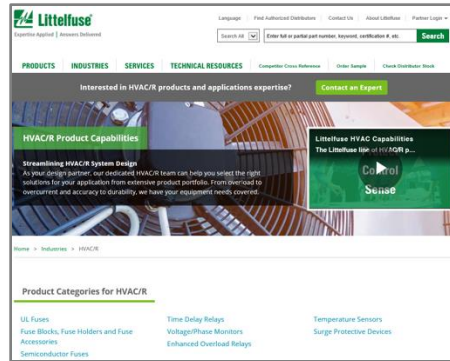 Littelfuse®
Expertise Applied | Answers Delivered
Language
Find Authorized Distributors
Contact Us
About Littelfuse
Partner Login
Search All
Enter full or partial part number, keyword, certification #, etc.
Search
PRODUCTS
INDUSTRIES
SERVICES
TECHNICAL RESOURCES
Competitor Cross Reference
Order Sample
Check Distributor Stock
Interested in HVAC/R products and applications expertise?
Contact an Expert
HVAC/R Product Capabilities
Streamlining HVAC/R System Design
As your design partner, our dedicated HVAC/R team can help you select the right
solutions for your application from extensive product portfolio. From overload to
overcurrent and accuracy to durability, we have your equipment needs covered.
Littelfuse HVAC Capabilities
The Littelfuse line of HVAC/R p...
Control
Sense
Home > Industries > HVAC/R
Product Categories for HVAC/R
UL Fuses
Fuse Blocks, Fuse Holders and Fuse
Accessories
Semiconductor Fuses
Time Delay Relays
Voltage/Phase Monitors
Enhanced Overload Relays
Temperature Sensors
Surge Protective Devices